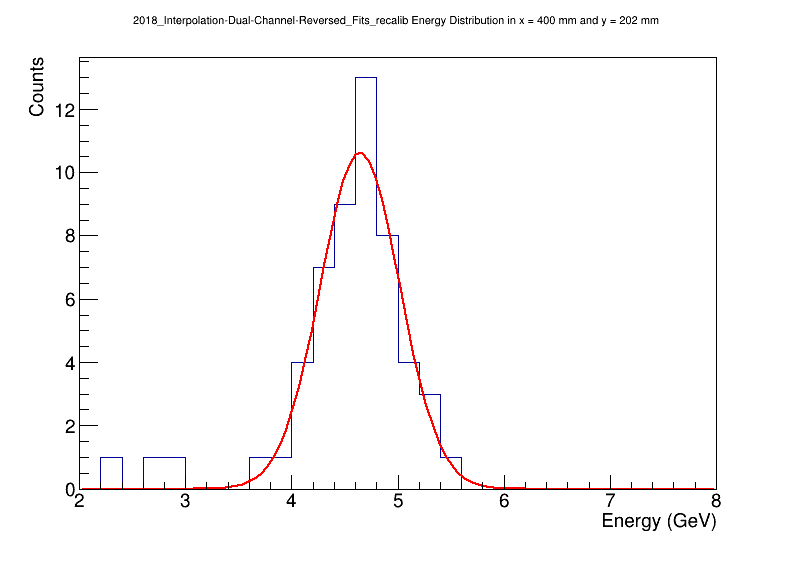 2018_Interpolation-Dual-Channel-Reversed_Fits_recalib Energy Distribution in x = 400 mm and y = 202 mm
Counts
12
10
8
6
4
2
0
2 3 4 5 6 7 8
Energy (GeV)